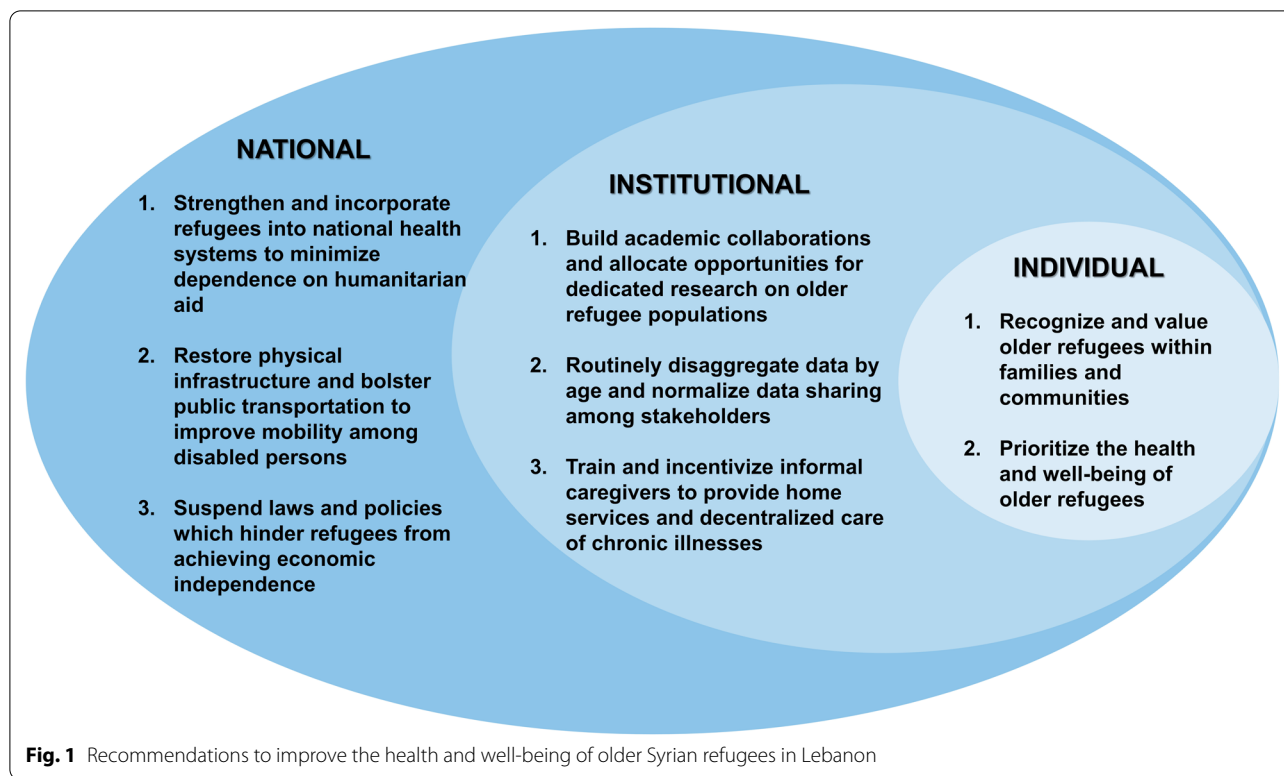 NATIONAL
1. Strengthen and incorporate
refugees into national health
systems to minimize
dependence on humanitarian
aid
2. Restore physical
infrastructure and bolster
public transportation to
improve mobility among
disabled persons
3. Suspend laws and policies
which hinder refugees from
achieving economic
independence
INSTITUTIONAL
1. Build academic collaborations
and allocate opportunities for
dedicated research on older
refugee populations
2. Routinely disaggregate data by
age and normalize data sharing
among stakeholders
3. Train and incentivize informal
caregivers to provide home
services and decentralized care
of chronic illnesses
INDIVIDUAL
1. Recognize and value
older refugees within
families and
communities
2. Prioritize the health
and well-being of
older refugees
Fig. 1 Recommendations to improve the health and well-being of older Syrian refugees in Lebanon